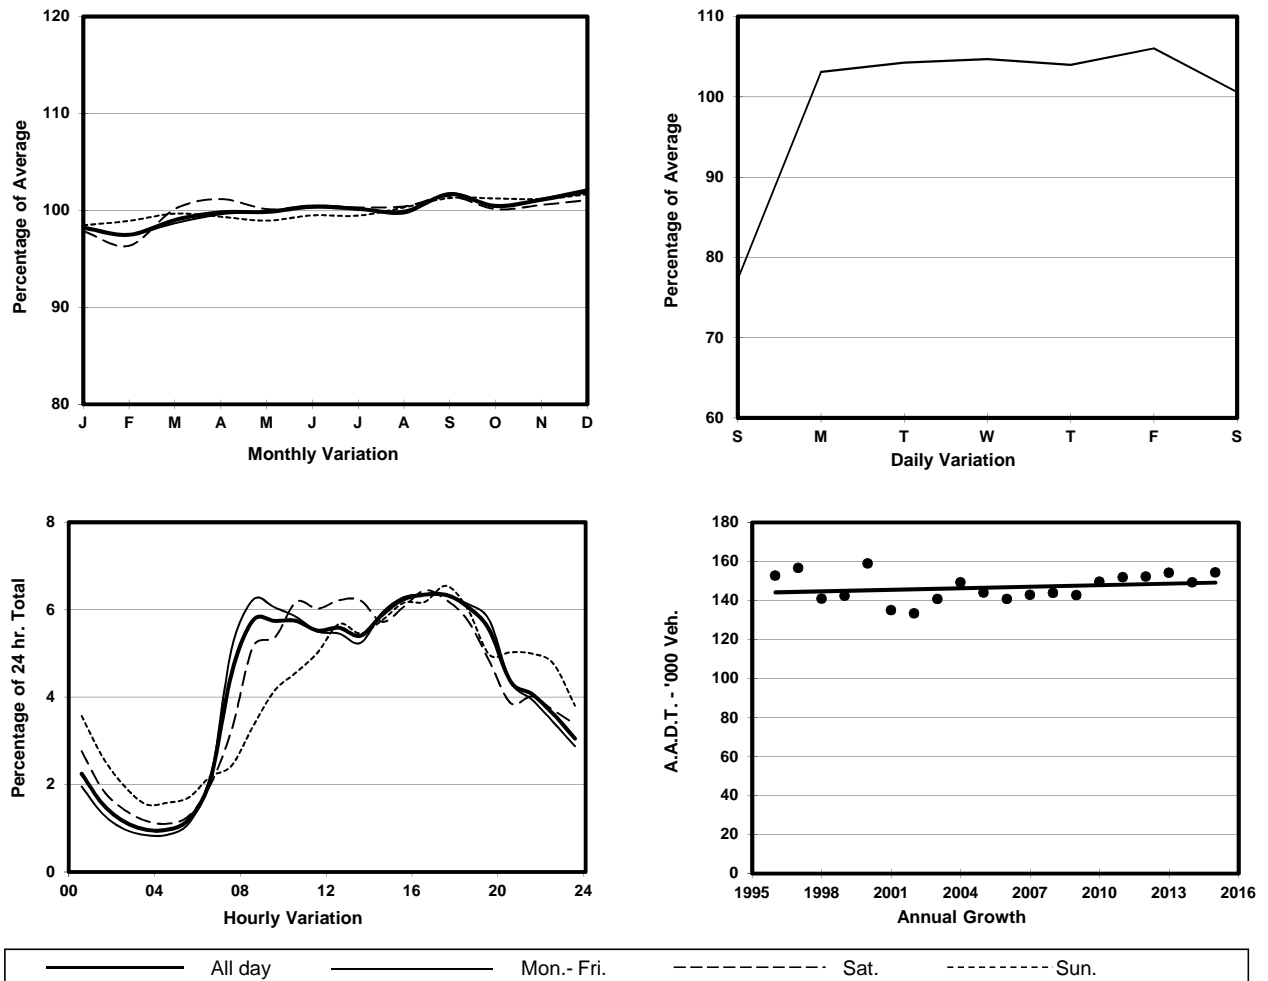 120
110
100
90
80
Percentage of Average
J F M A M J J A S O N D
Monthly Variation
110
100
90
80
70
60
Percentage of Average
S M T W T F S
Daily Variation
8
6
4
2
0
Percentage of 24 hr. Total
00 04 08 12 16 20 24
Hourly Variation
180
160
140
120
100
80
60
40
20
0
A.A.D.T. - '000 Veh.
1995 1998 2001 2004 2007 2010 2013 2016
Annual Growth
All day Mon.- Fri. Sat. Sun.